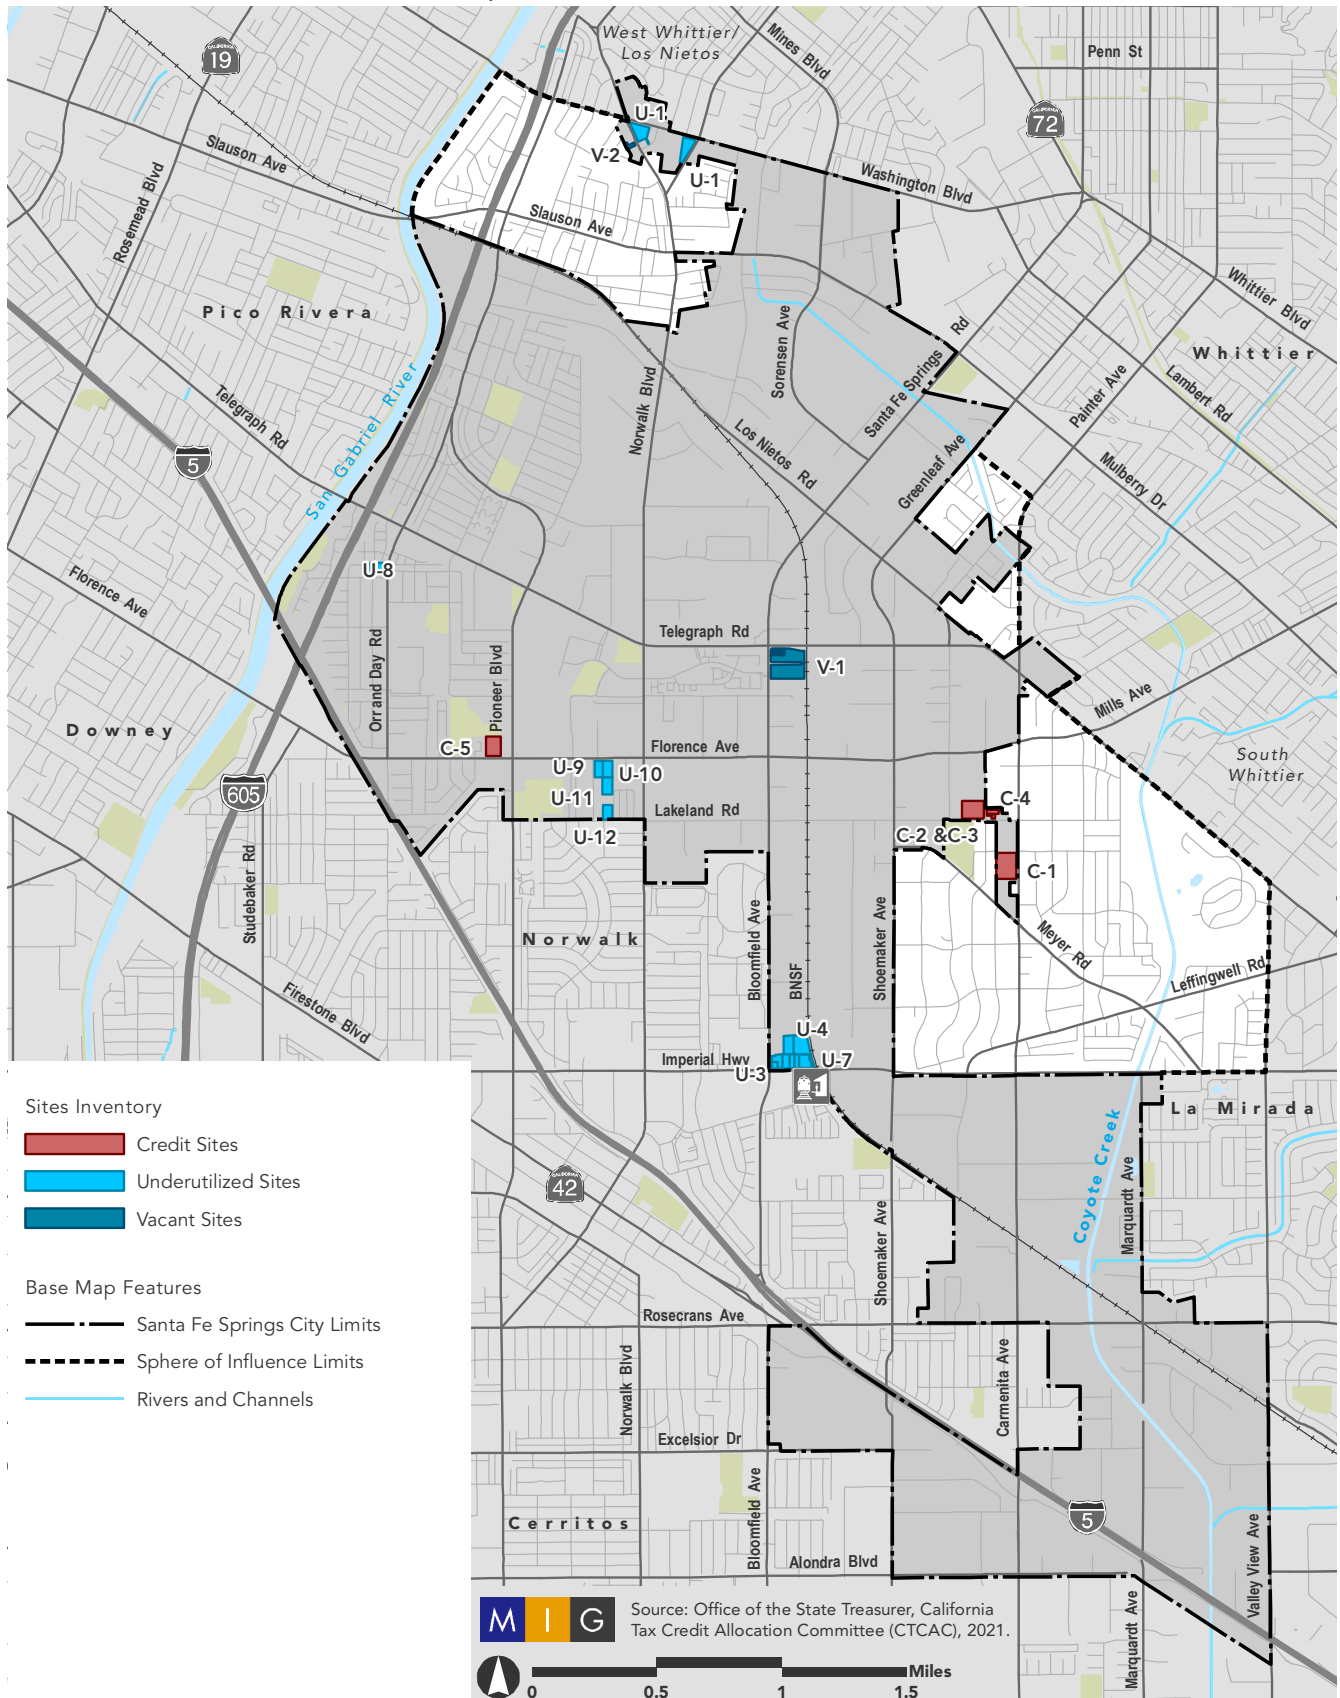 West Whittier/
Los Nietos
Mines Blvd
Penn St
CALIFORNIA
19
CALIFORNIA
72
U-1
V-2
U-1
Slauson Ave
Rosemead Blvd
Washington Blvd
Slauson Ave
Whittier Blvd
Pico Rivera
Whittier
Sorensen Ave
Santa Fe Springs Rd
Painter Ave
Lambert Rd
San Gabriel River
Telegraph Rd
Norwalk Blvd
Los Nietos Rd
Greenleaf Ave
Mulberry Dr
5
U-8
Florence Ave
Telegraph Rd
V-1
Orrand Day Rd
Pioneer Blvd
Mills Ave
Downey
C-5
Florence Ave
South
Whittier
U-9
U-10
605
U-11
Lakeland Rd
C-4
U-12
C-2 &C-3
C-1
Studebaker Rd
Norwalk
Bloomfield Ave
BNSF
Shoemaker Ave
Meyer Rd
Leffingwell Rd
Firestone Blvd
U-4
Imperial Hwy
U-3
U-7
La Mirada
Sites Inventory
Credit Sites
Underutilized Sites
Vacant Sites
Base Map Features
Santa Fe Springs City Limits
Sphere of Influence Limits
Rivers and Channels
CALIFORNIA
42
Coyote Creek
Marquardt Ave
Shoemaker Ave
Rosecrans Ave
Norwalk Blvd
Carmenita Ave
Excelsior Dr
Bloomfield Ave
Cerritos
5
Alondra Blvd
Valley View Ave
Marquardt Ave
M I G
Source: Office of the State Treasurer, California
Tax Credit Allocation Committee (CTCAC), 2021.
Miles
0 0.5 1 1.5